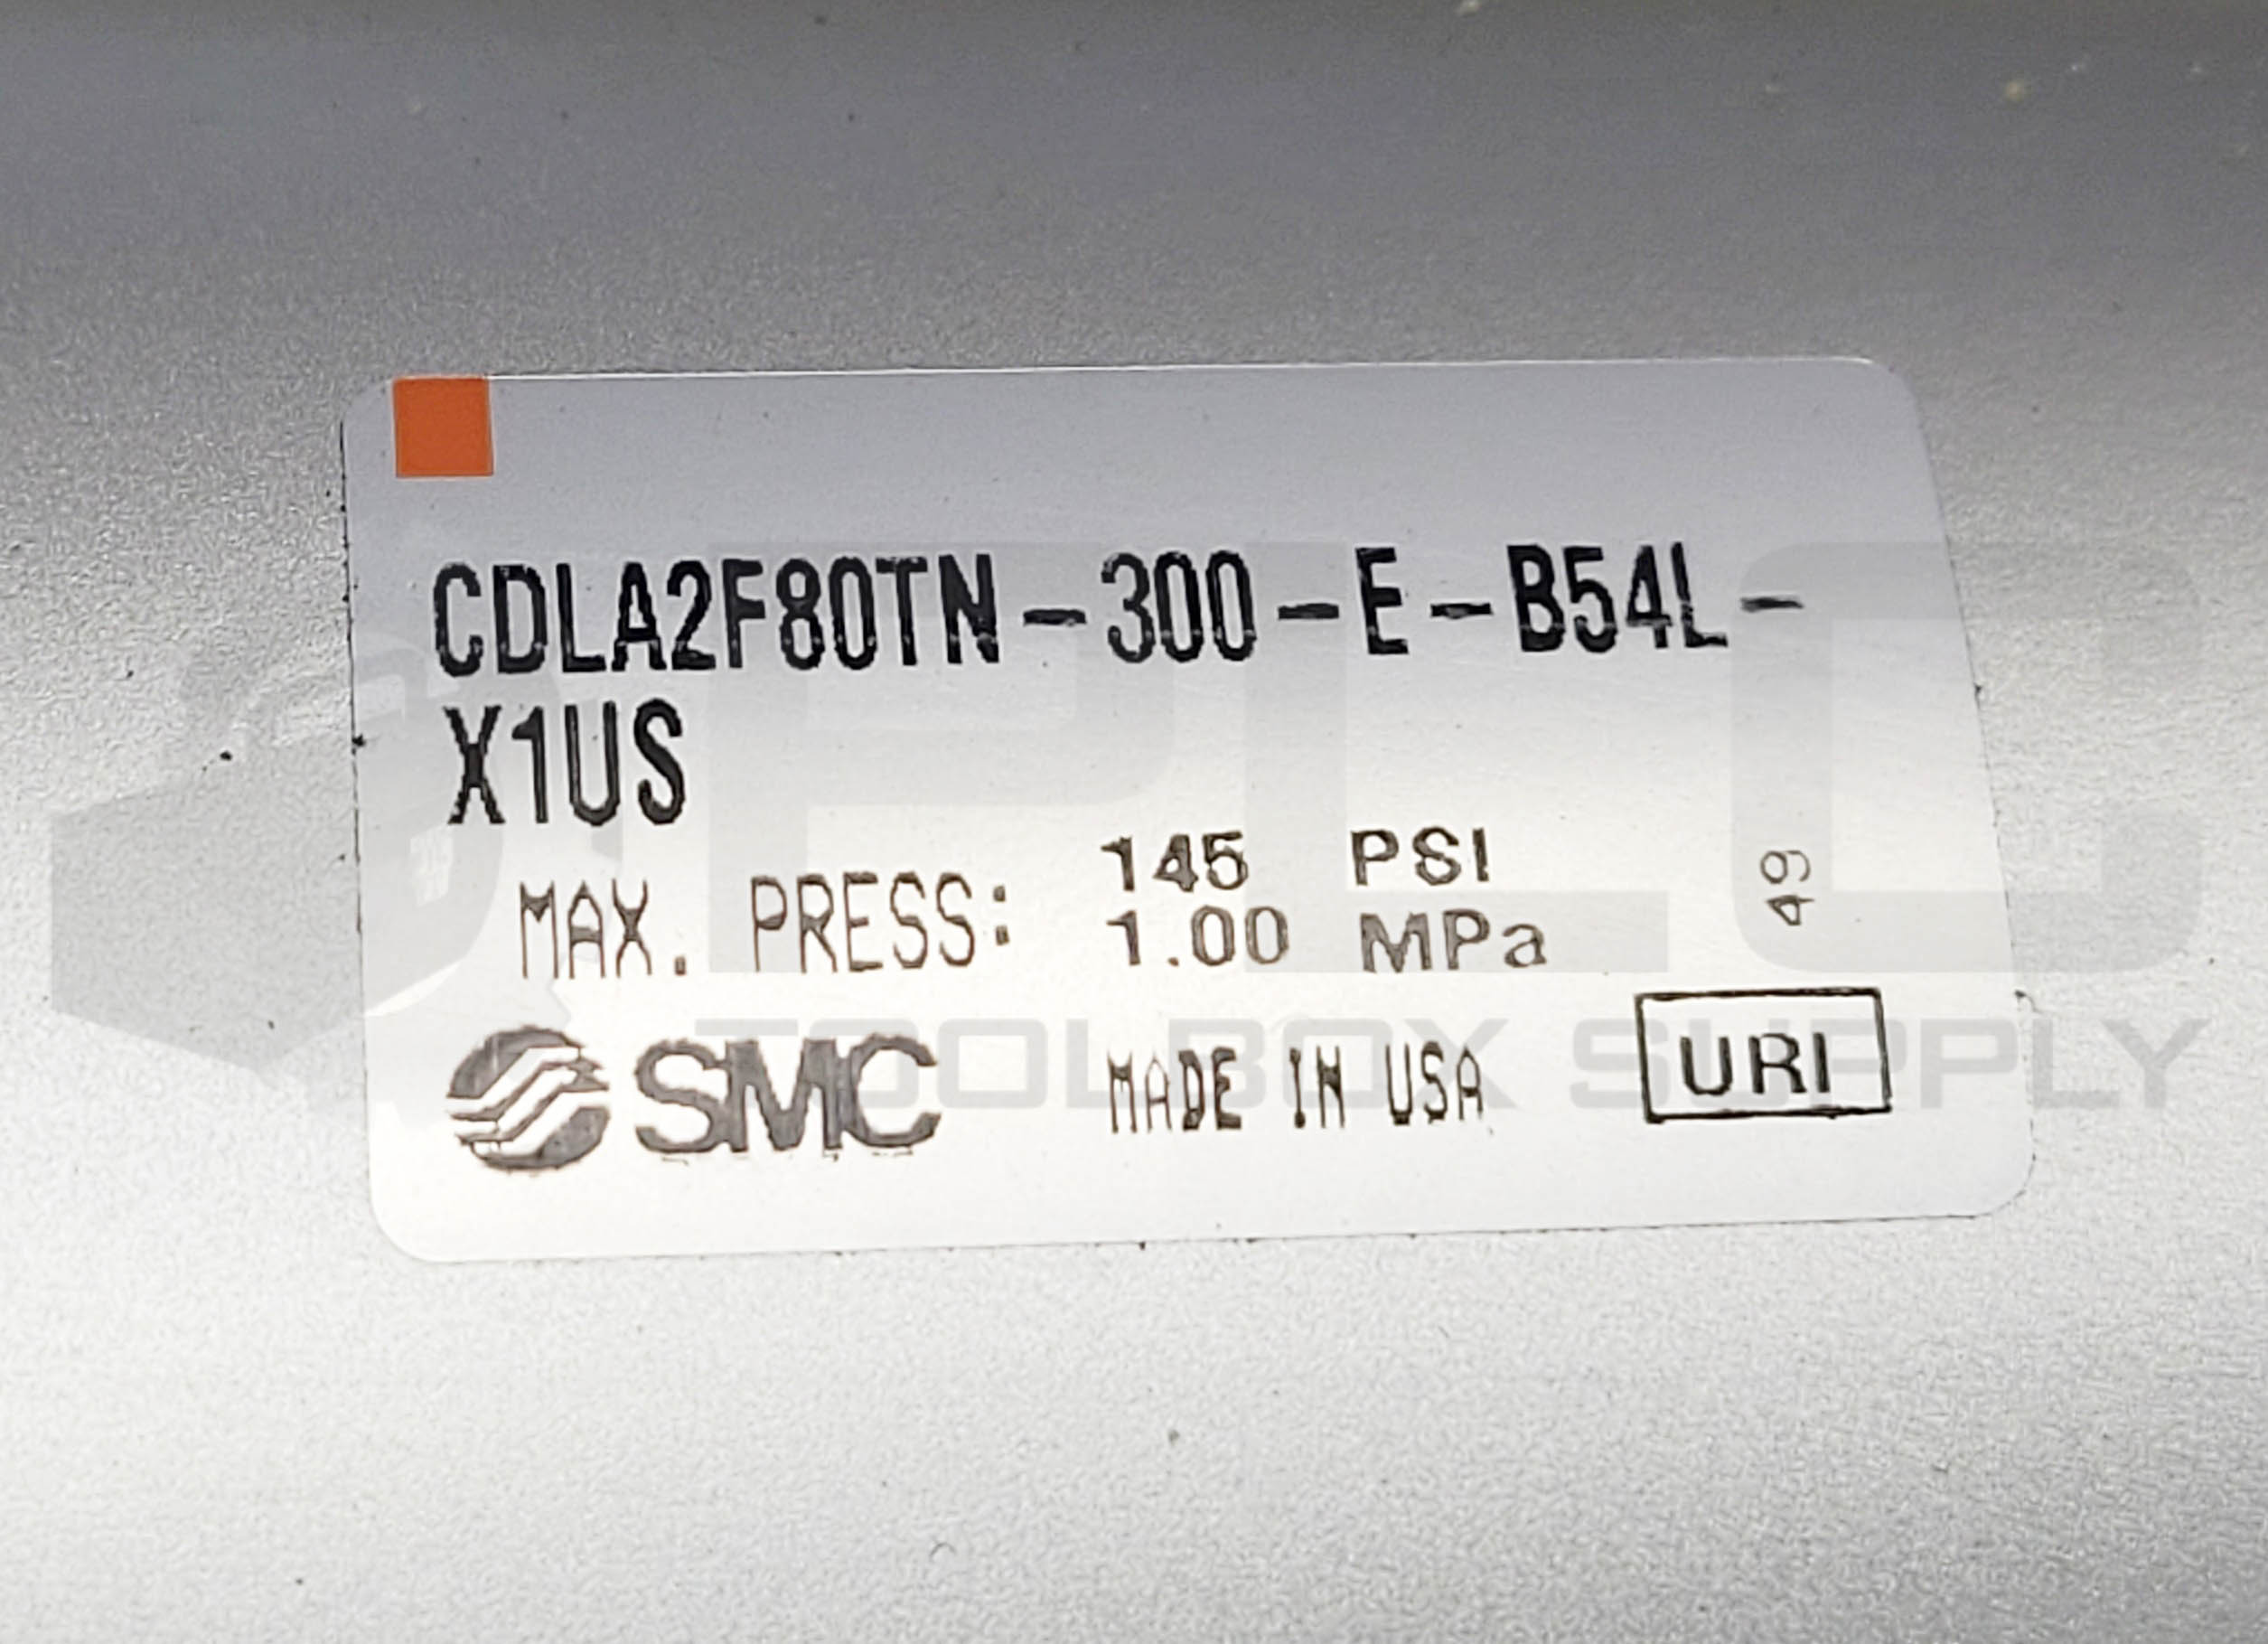 CDLA2F80TN-300-E-B54L-
X1US
MAX. PRESS: 145 PSI
1.00 MPa
49
SMC MADE IN USA URI
PLC
TOOLBOX SUPPLY